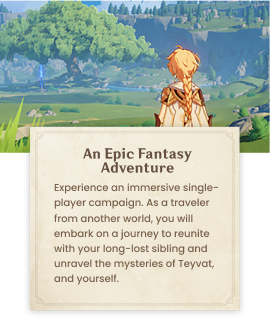 An Epic Fantasy
Adventure
Experience an immersive single-
player campaign. As a traveler
from another world, you will
embark on a journey to reunite
with your long-lost sibling and
unravel the mysteries of Teyvat,
and yourself.